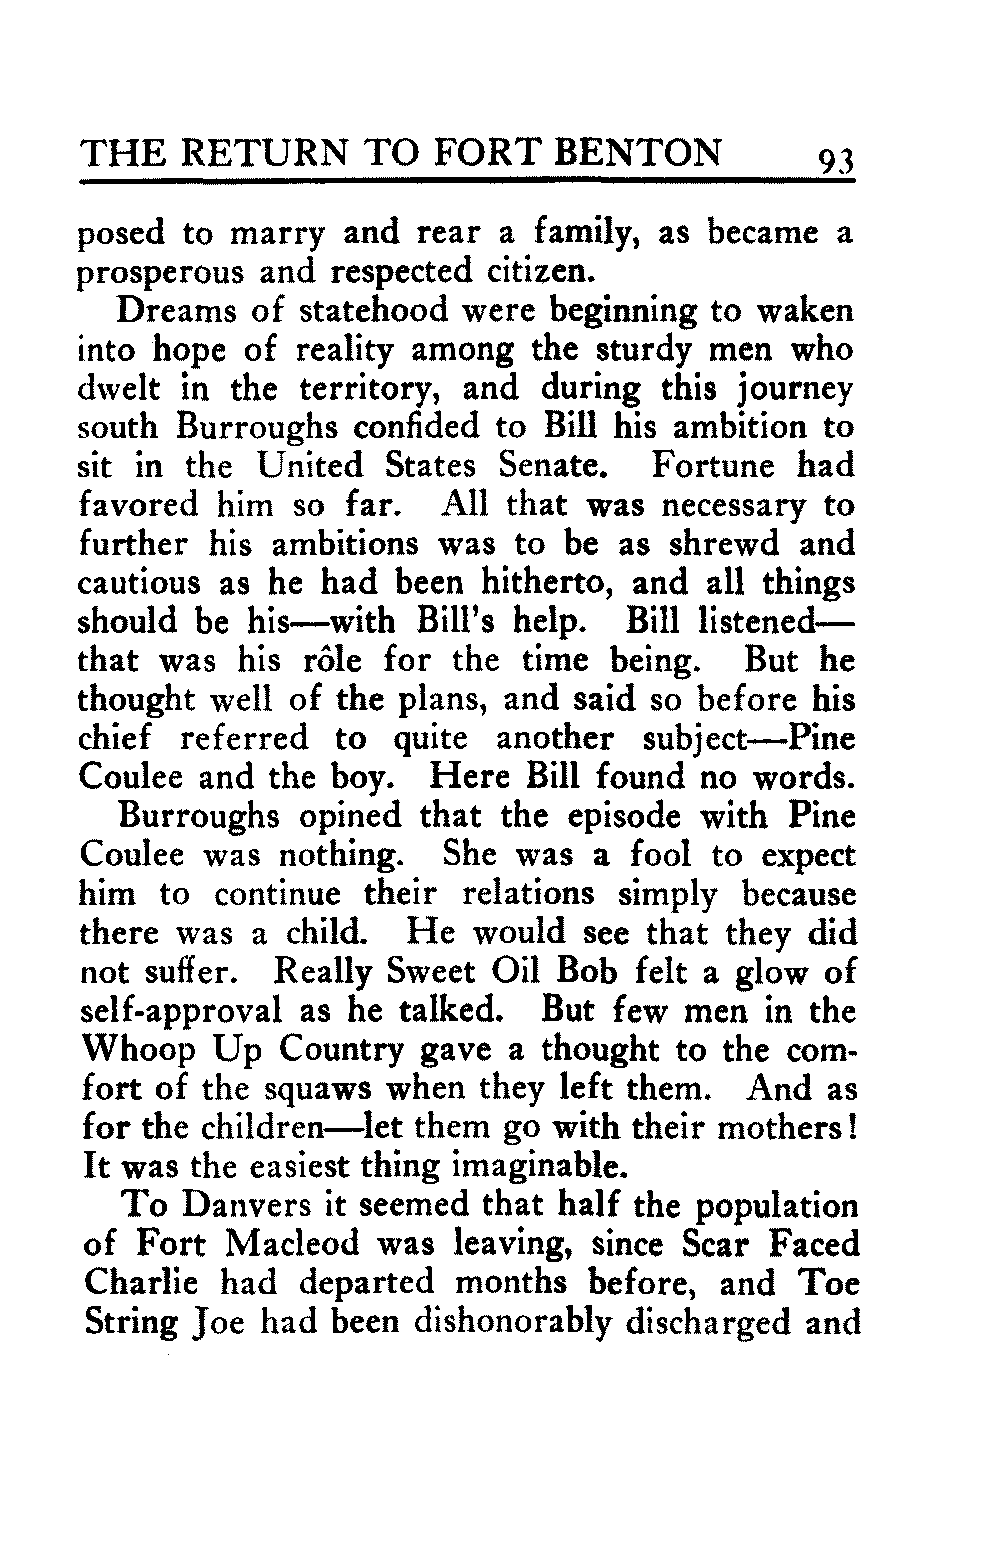 THE RETURN TO FORT BENTON 93
posed to marry and rear a family, as became a
prosperous and respected citizen.
Dreams of statehood were beginning to waken
into hope of reality among the sturdy men who
dwelt in the territory, and during this journey
south Burroughs confided to Bill his ambition to
sit in the United States Senate. Fortune had
favored him so far. All that was necessary to
further his ambitions was to be as shrewd and
cautious as he had been hitherto, and all things
should be his—with Bill's help. Bill listened—
that was his rôle for the time being. But he
thought well of the plans, and said so before his
chief referred to quite another subject—Pine
Coulee and the boy. Here Bill found no words.
Burroughs opined that the episode with Pine
Coulee was nothing. She was a fool to expect
him to continue their relations simply because
there was a child. He would see that they did
not suffer. Really Sweet Oil Bob felt a glow of
self-approval as he talked. But few men in the
Whoop Up Country gave a thought to the com-
fort of the squaws when they left them. And as
for the children—let them go with their mothers!
It was the easiest thing imaginable.
To Danvers it seemed that half the population
of Fort Macleod was leaving, since Scar Faced
Charlie had departed months before, and Toe
String Joe had been dishonorably discharged and